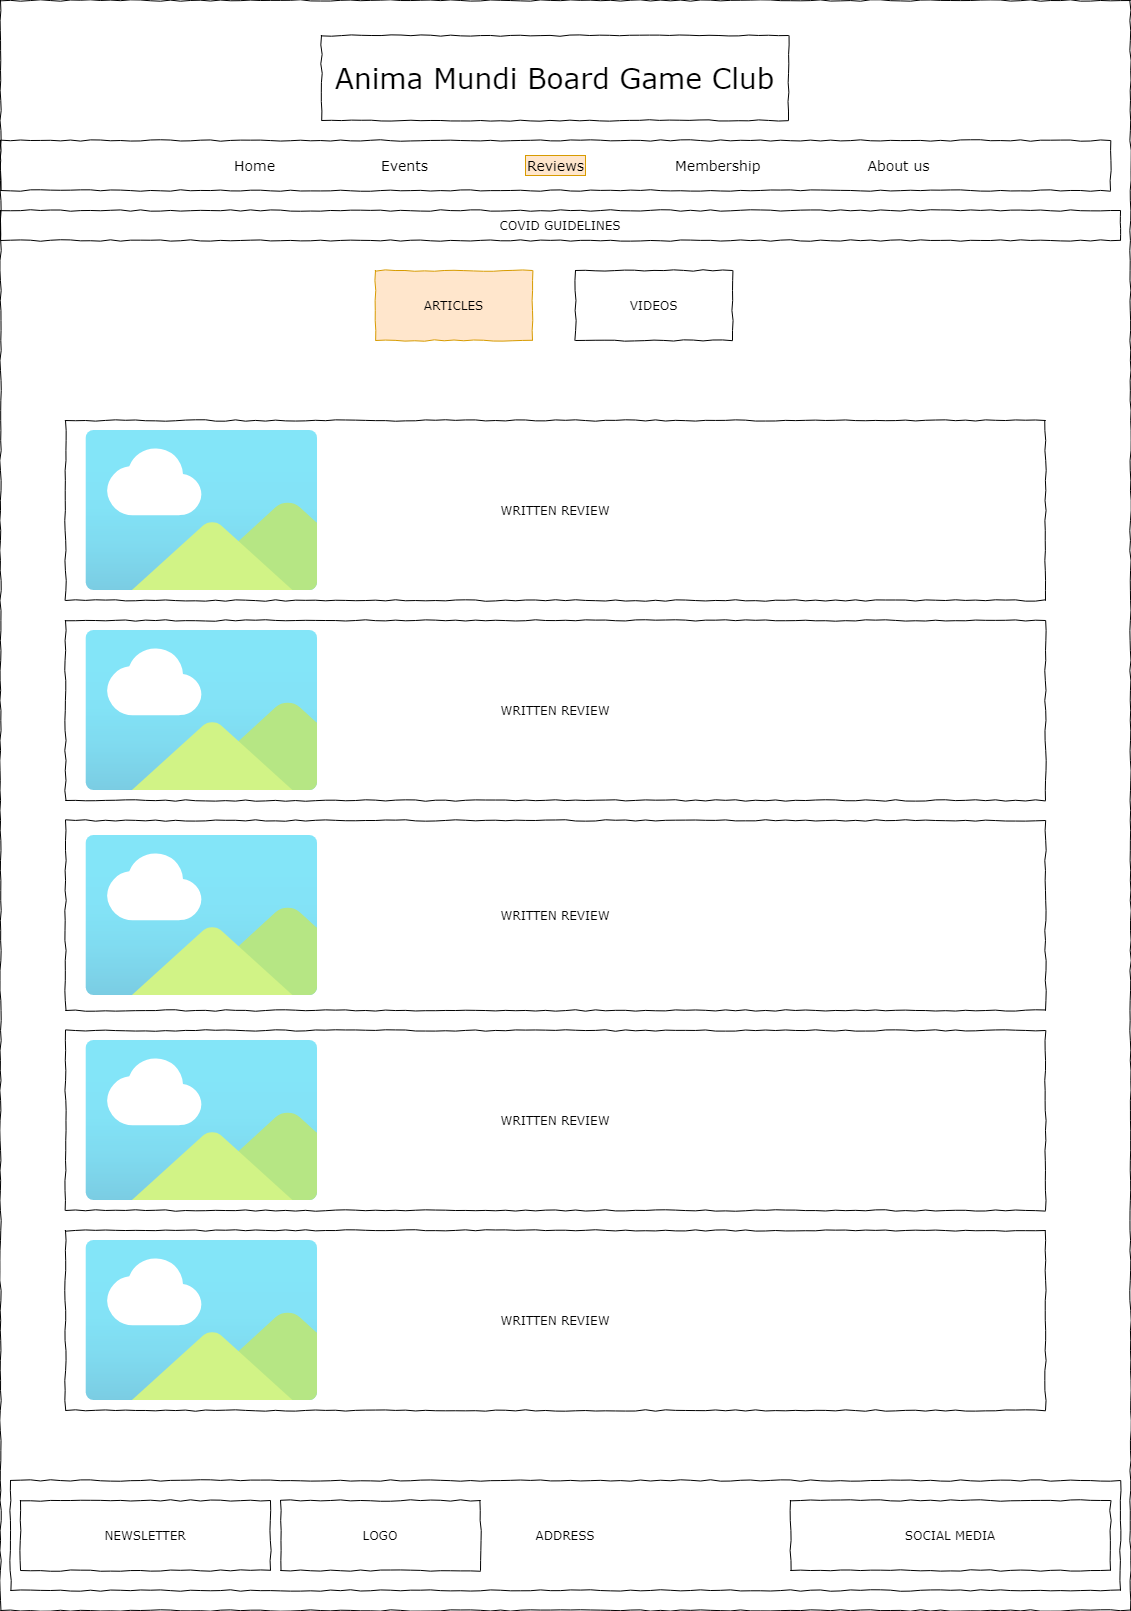 Anima Mundi Board Game Club
Home Events Reviews Membership About us
COVID GUIDELINES
ARTICLES VIDEOS
WRITTEN REVIEW
WRITTEN REVIEW
WRITTEN REVIEW
WRITTEN REVIEW
WRITTEN REVIEW
NEWSLETTER LOGO ADDRESS SOCIAL MEDIA